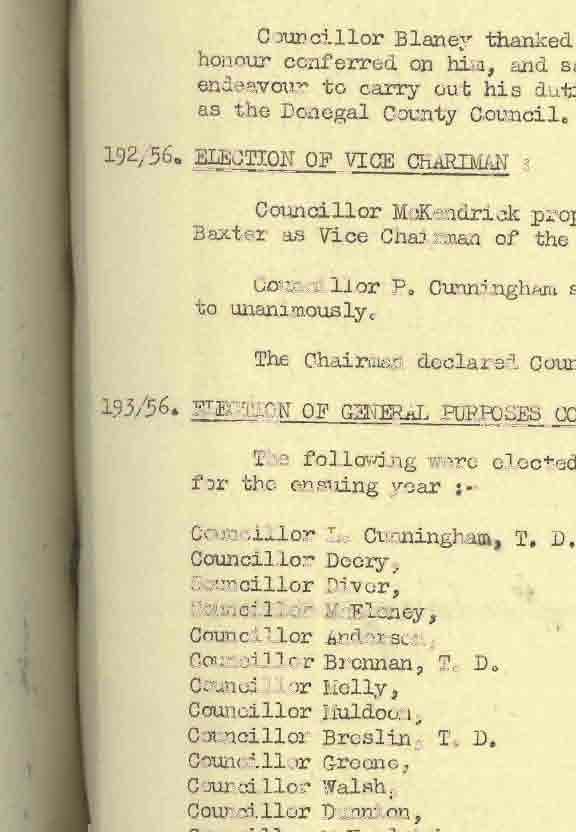 Councillor Blaney thanked
honour conferred on him, and sa
endeavour to carry out his duti
as the Donegal County Council.
192/56. ELECTION OF VICE CHARIMAN
Councillor McKendrick prop
Baxter as Vice Chairman of the
Councillor P. Cunningham s
to unanimously.
The Chairman declared Coun
193/56. ELECTION OF GENERAL PURPOSES CO
The following were elected
for the ensuing year :-
Councillor L. Cunningham, T. D.
Councillor Deery,
Councillor Diver,
Councillor McEloney,
Councillor Anderson,
Councillor Brennan, T. D.
Councillor Melly,
Councillor Muldoon,
Councillor Breslin, T. D.
Councillor Greene,
Councillor Walsh,
Councillor